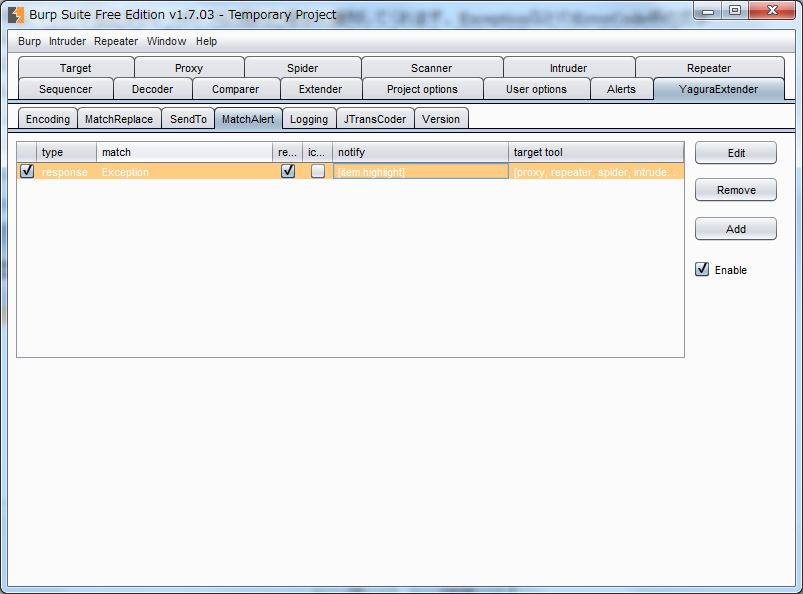 Burp Suite Free Edition v1.7.03 - Temporary Project
Burp Intruder Repeater Window Help
Target Proxy Spider Scanner Intruder Repeater
Sequencer Decoder Comparer Extender Project options User options Alerts YaguraExtender
Encoding MatchReplace SendTo MatchAlert Logging JTransCoder Version
type match re... ic... notify target tool
response Exception [item highlight] [proxy, repeater, spider, intrude...
Edit
Remove
Add
Enable